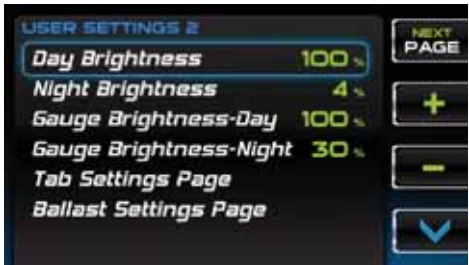 USER SETTINGS 2
Day Brightness 100 %
Night Brightness 4 %
Gauge Brightness-Day 100 %
Gauge Brightness-Night 30 %
Tab Settings Page
Ballast Settings Page
NEXT
PAGE
+
-